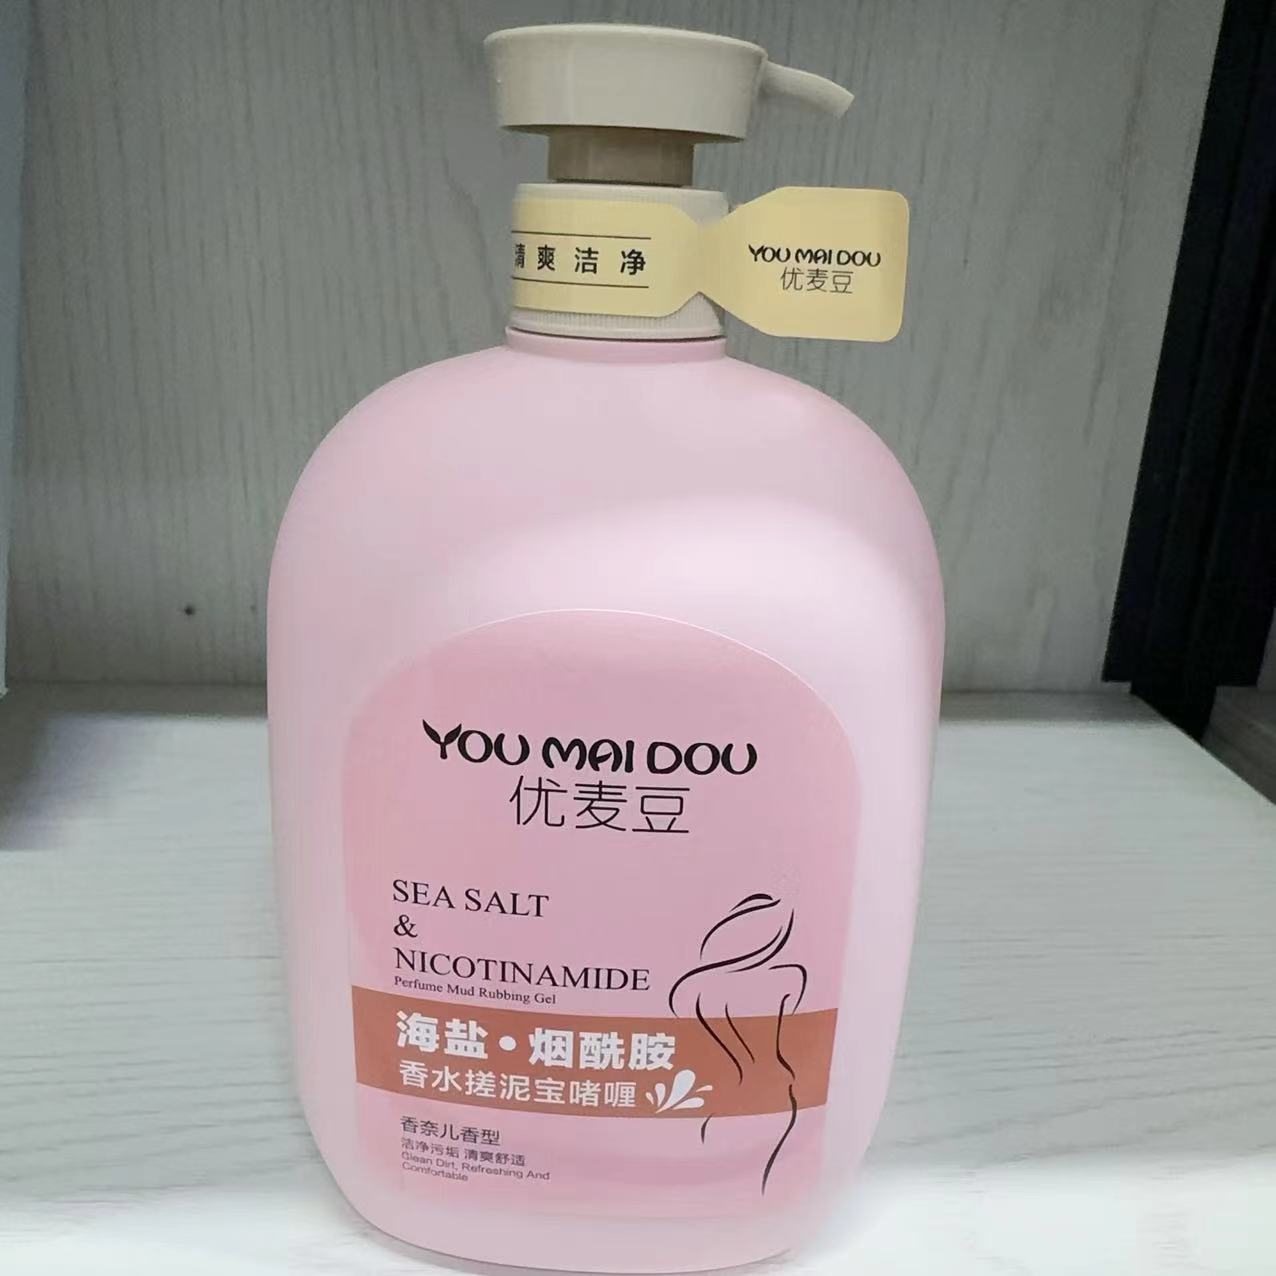 清爽洁净
YOU MAI DOU
优麦豆
YOU MAI DOU
优麦豆
SEA SALT
&
NICOTINAMIDE
Perfume Mud Rubbing Gel
海盐·烟酰胺
香水搓泥宝啫喱
香奈儿香型
洁净污垢 清爽舒适
Clean Dirt, Refreshing And
Comfortable